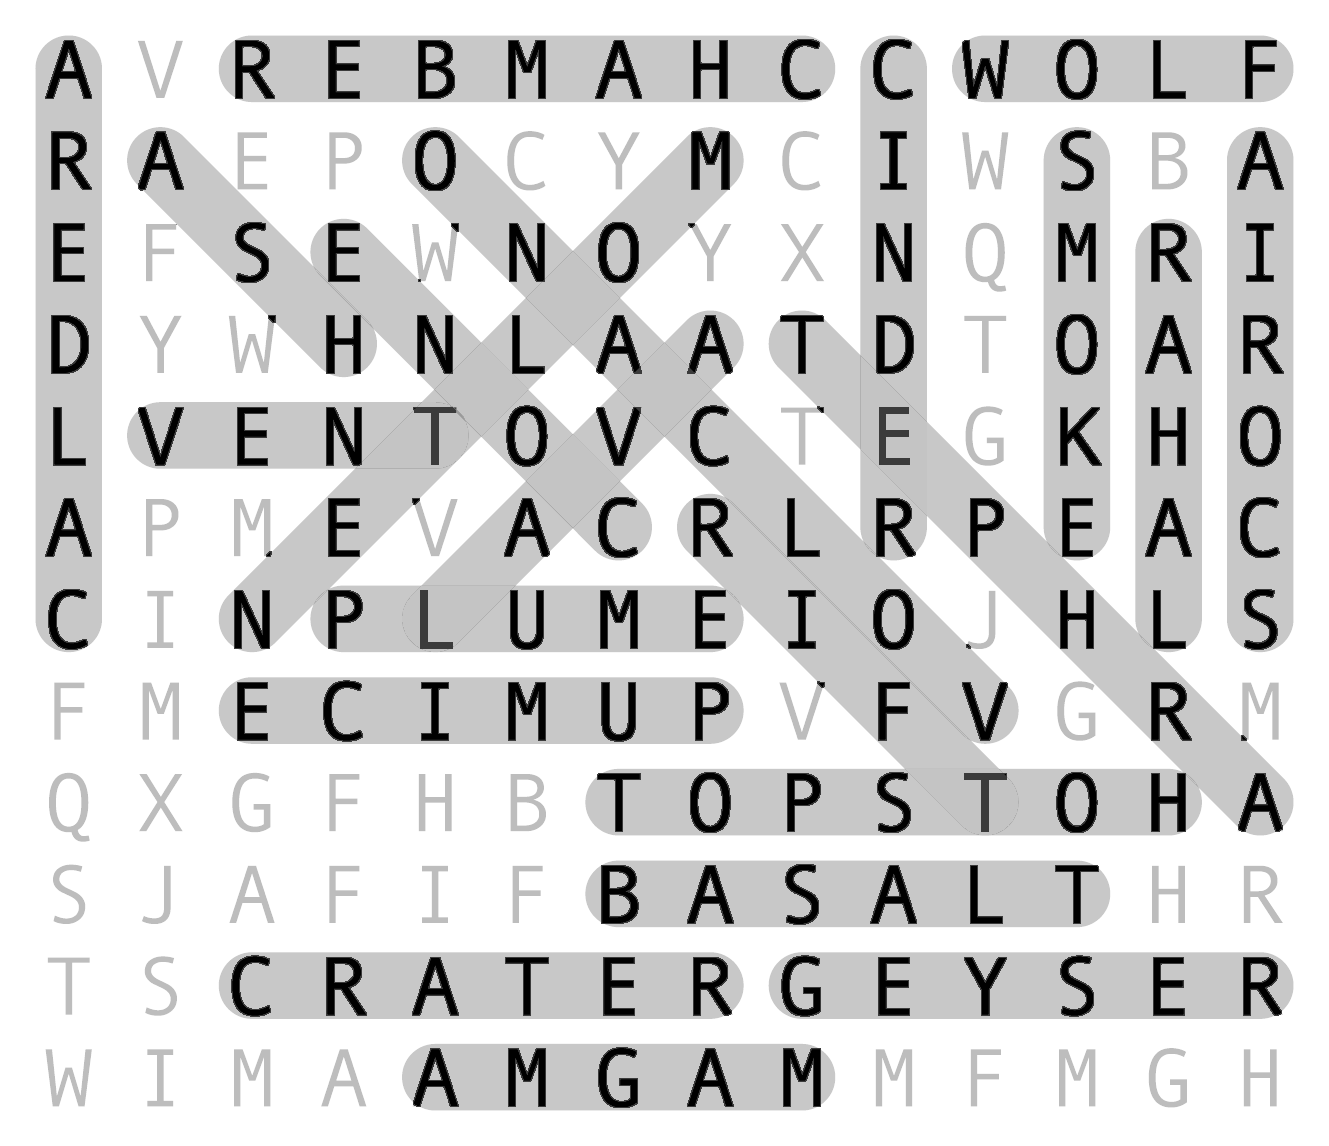 A V R E B M A H C C W O L F
R A E P O C Y M C I W S B A
E F S E W N O Y X N Q M R I
D Y W H N L A A T D T O A R
L V E N T O V C T E G K H O
A P M E V A C R L R P E A C
C I N P L U M E I O J H L S
F M E C I M U P V F V G R M
Q X G F H B T O P S T O H A
S J A F I F B A S A L T H R
T S C R A T E R G E Y S E R
W I M A A M G A M M F M G H